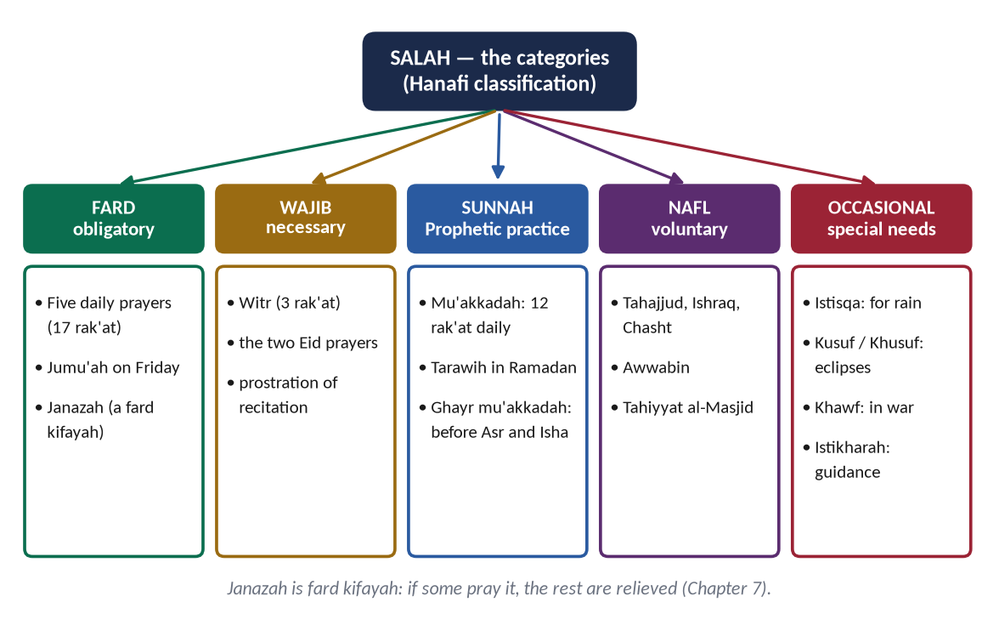 SALAH — the categories
(Hanafi classification)
FARD
obligatory
• Five daily prayers
(17 rak'at)
• Jumu'ah on Friday
• Janazah (a fard
kifayah)
WAJIB
necessary
• Witr (3 rak'at)
• the two Eid prayers
• prostration of
recitation
SUNNAH
Prophetic practice
• Mu'akkadah: 12
rak'at daily
• Tarawih in Ramadan
• Ghayr mu'akkadah:
before Asr and Isha
NAFL
voluntary
• Tahajjud, Ishraq,
Chasht
• Awwabin
• Tahiyyat al-Masjid
OCCASIONAL
special needs
• Istisqa: for rain
• Kusuf / Khusuf:
eclipses
• Khawf: in war
• Istikharah:
guidance
Janazah is fard kifayah: if some pray it, the rest are relieved (Chapter 7).